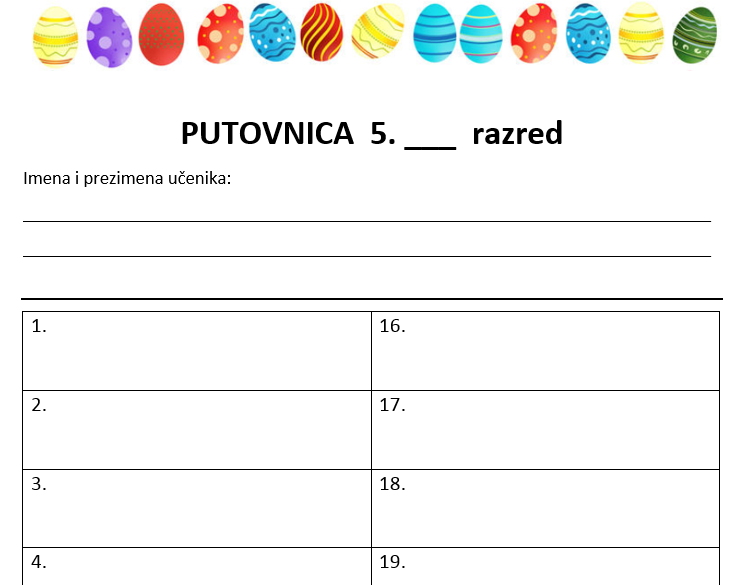 PUTOVNICA 5. ___ razred
Imena i prezimena učenika:
1. 16.
2. 17.
3. 18.
4. 19.